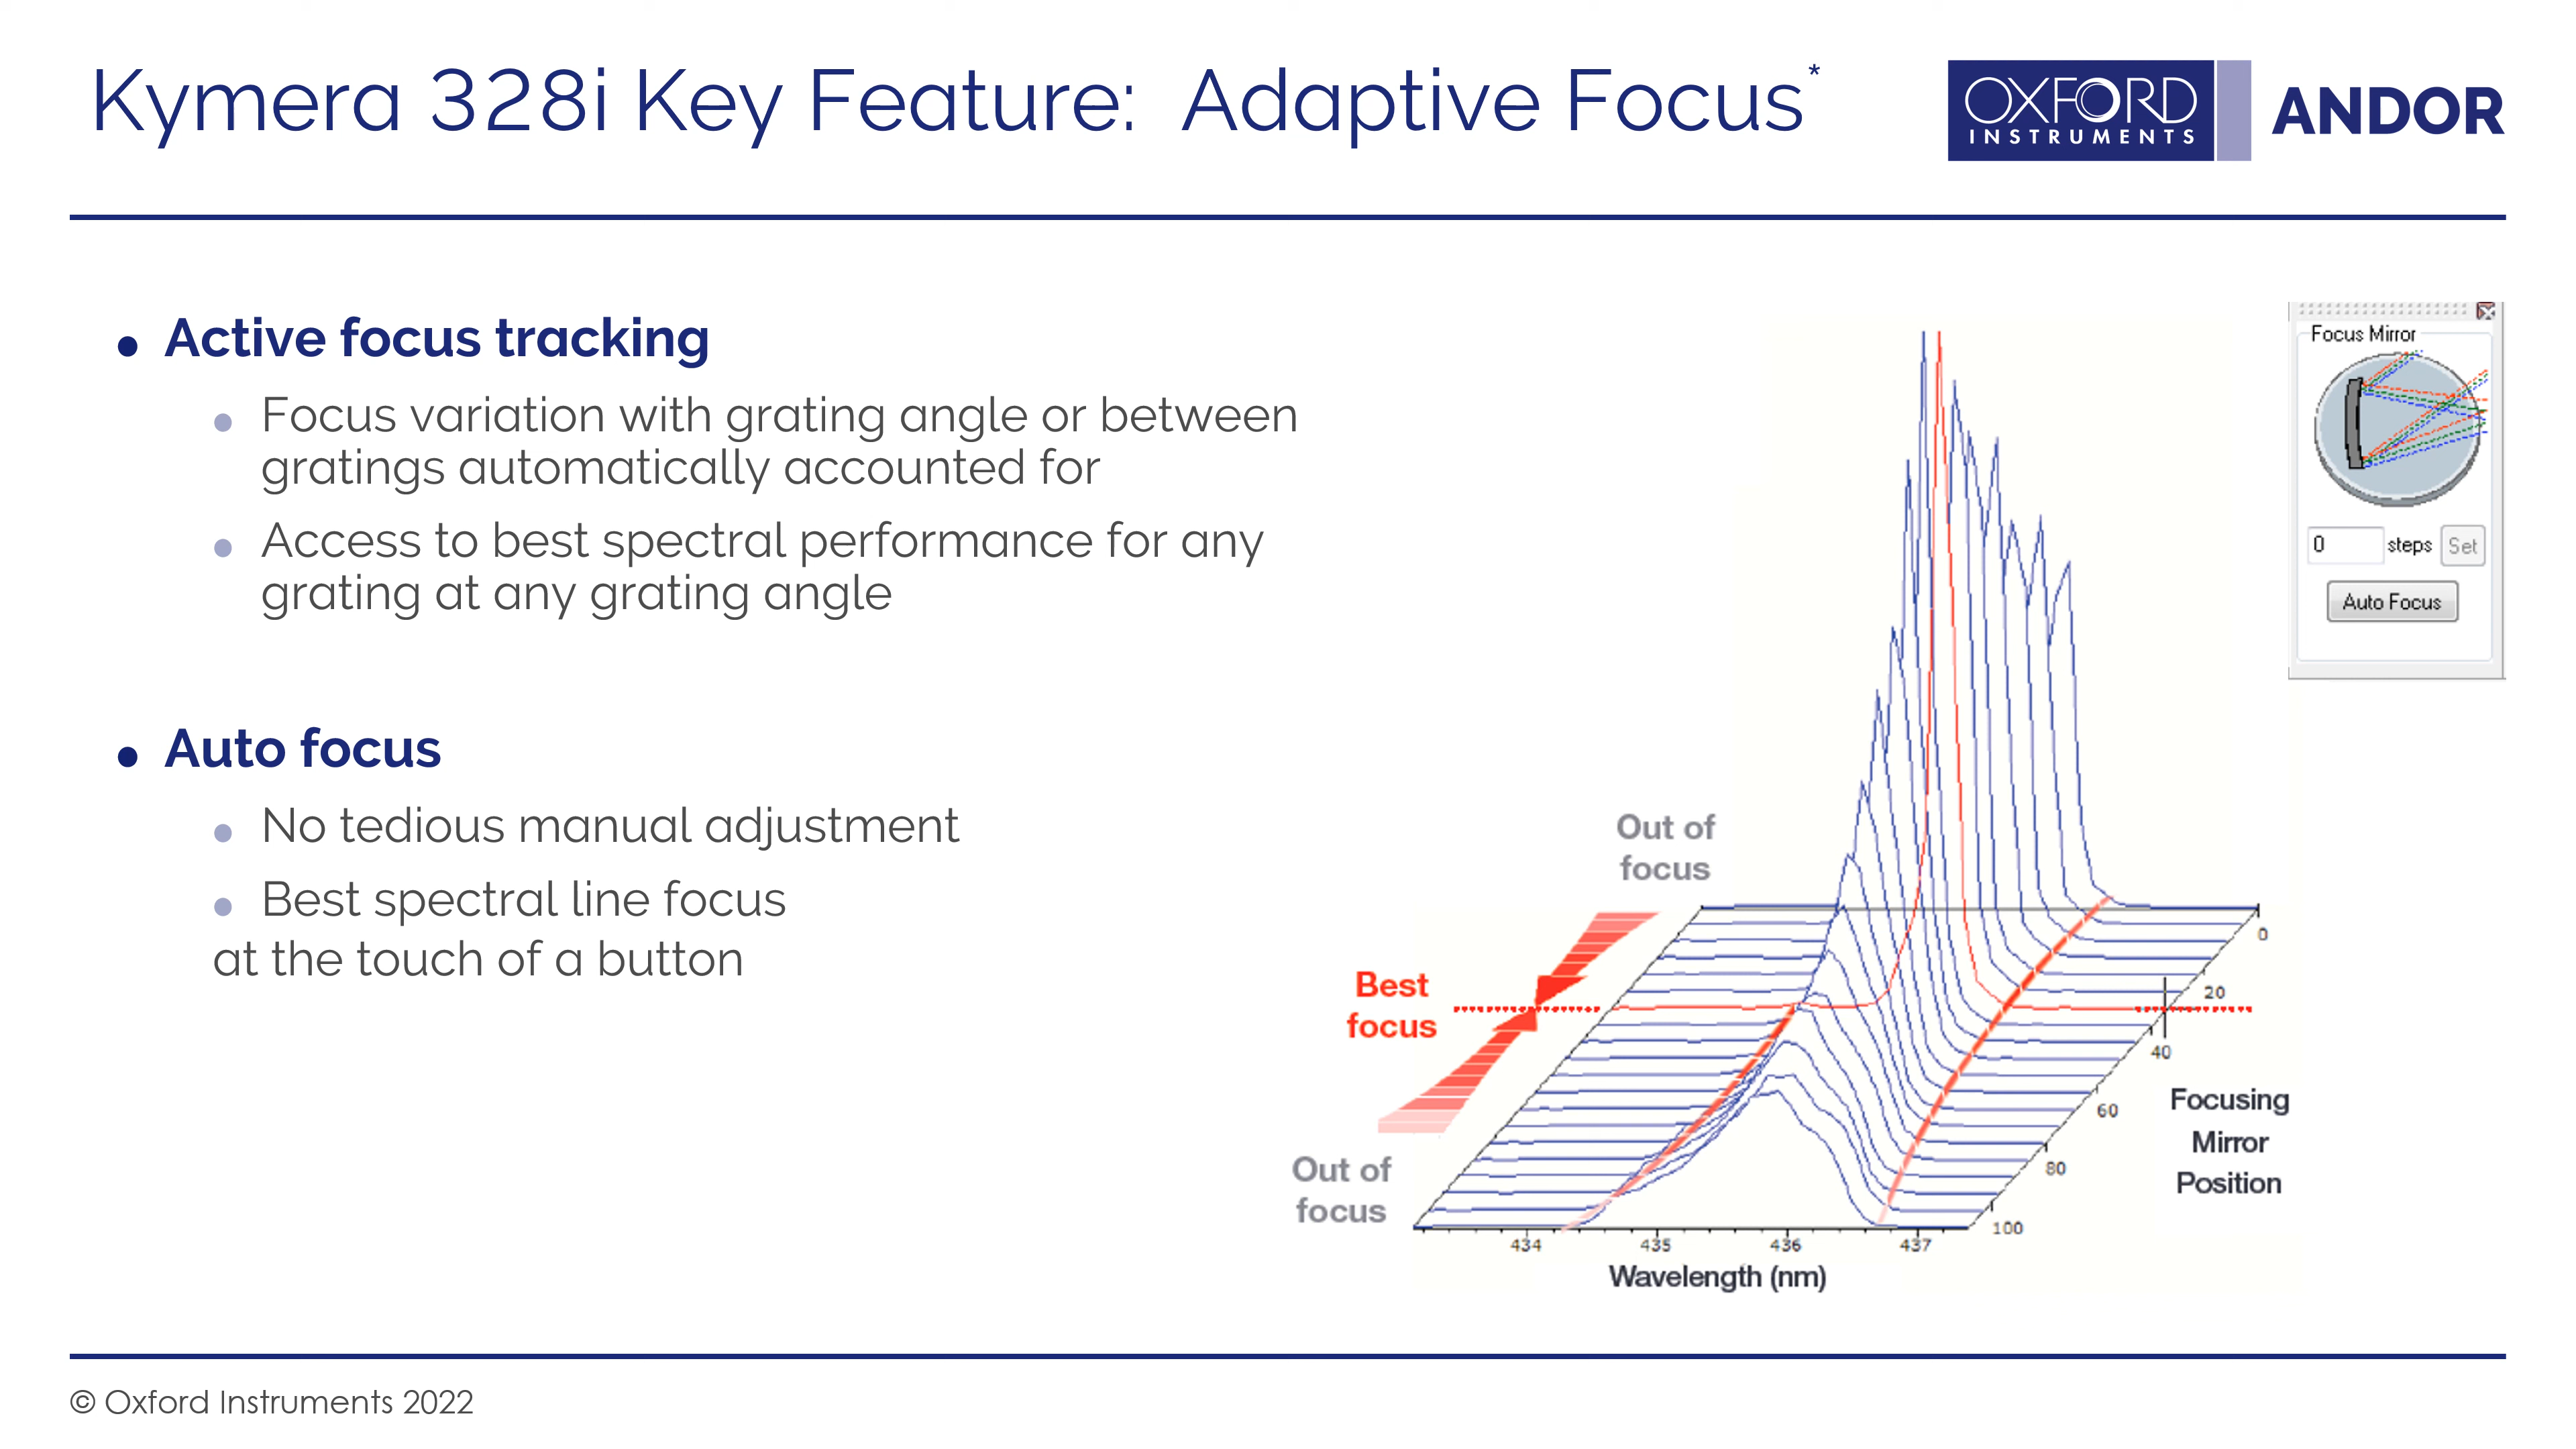 Kymera 328i Key Feature:  Adaptive Focus*
OXFORD
INSTRUMENTS
ANDOR
• Active focus tracking
• Focus variation with grating angle or between
gratings automatically accounted for
• Access to best spectral performance for any
grating at any grating angle
• Auto focus
• No tedious manual adjustment
• Best spectral line focus
at the touch of a button
Focus Mirror
0 steps Set
Auto Focus
Out of
focus
Best
focus
Out of
focus
0
20
40
60
80
100
Focusing
Mirror
Position
434 435 436 437
Wavelength (nm)
© Oxford Instruments 2022